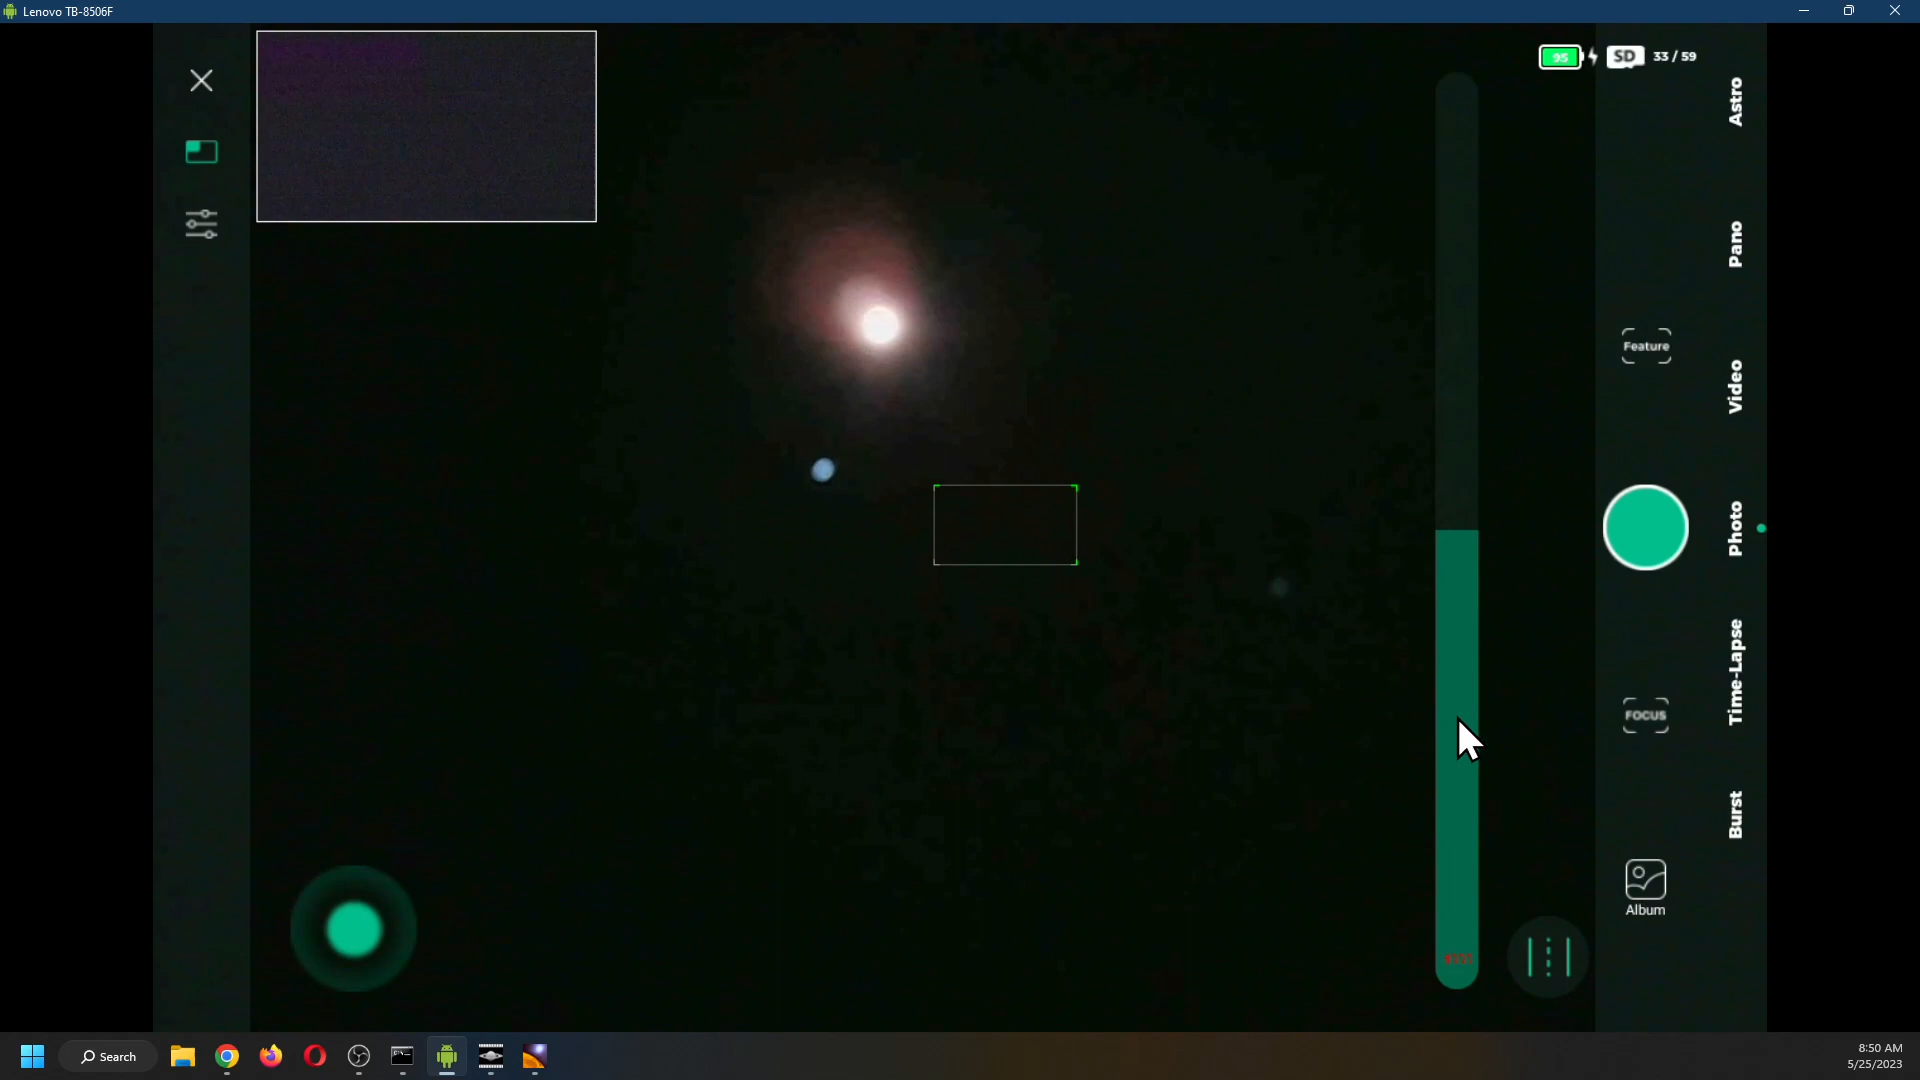 Lenovo TB-8506F
95
SD
33 / 59
Astro
Pano
Feature
Video
Photo
Time-Lapse
FOCUS
Burst
Album
Search
8:50 AM
5/25/2023